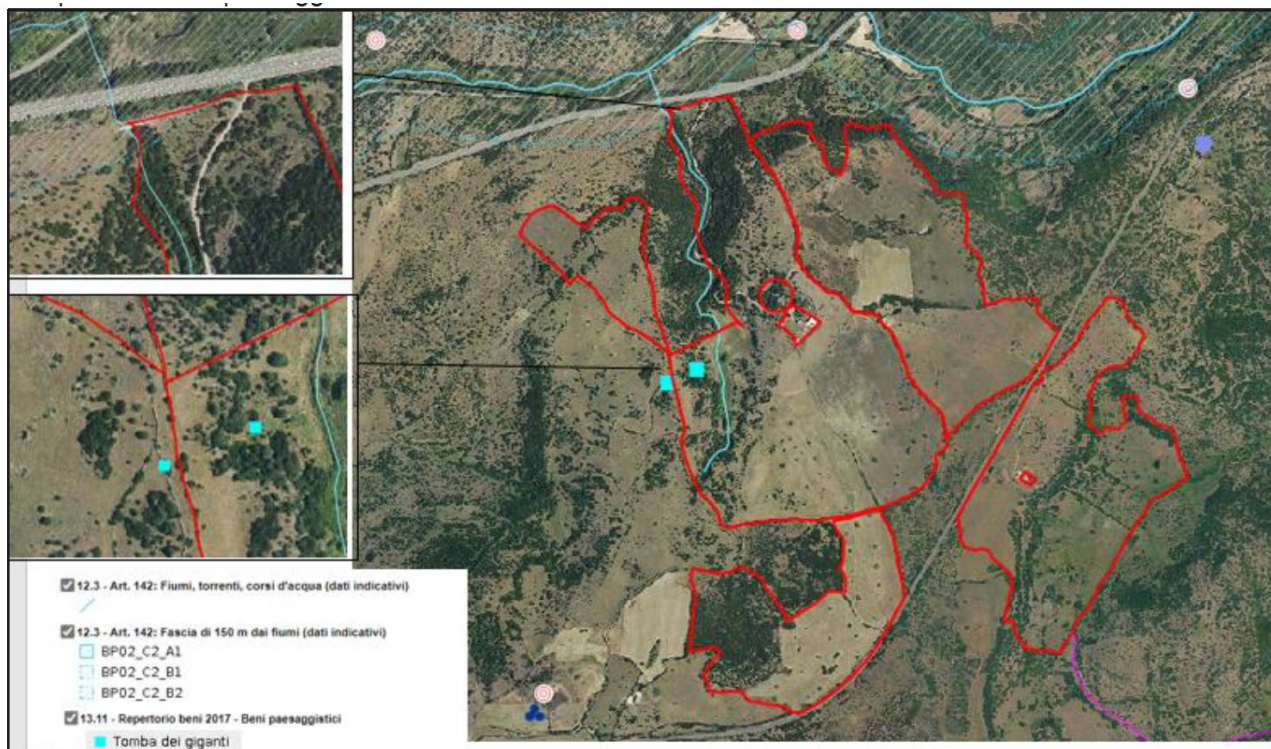 12.3 - Art. 142: Fiumi, torrenti, corsi d'acqua (dati indicativi)
12.3 - Art. 142: Fascia di 150 m dai fiumi (dati indicativi)
BP02_C2_A1
BP02_C2_B1
BP02_C2_B2
13.11 - Repertorio beni 2017 - Beni paesaggistici
Tomba dei giganti